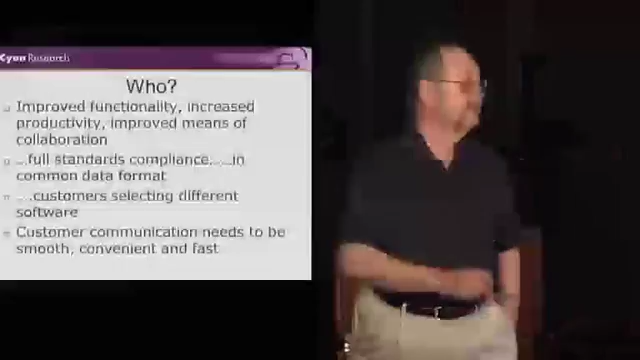 Cyon Research
Who?
Improved functionality, increased
productivity, improved means of
collaboration
...full standards compliance.....in
common data format
....customers selecting different
software
Customer communication needs to be
smooth, convenient and fast